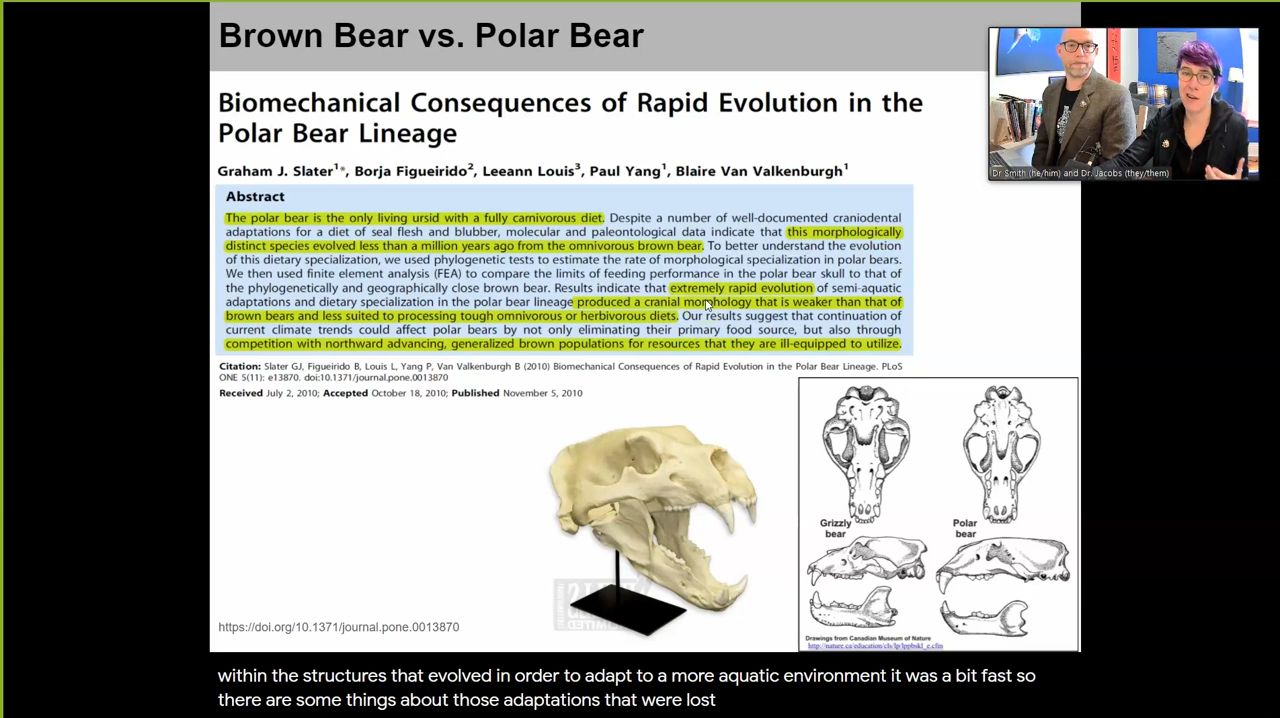 Brown Bear vs. Polar Bear
Biomechanical Consequences of Rapid Evolution in the
Polar Bear Lineage
Graham J. Slater1*, Borja Figueirido2, Leeann Louis3, Paul Yang1, Blaire Van Valkenburgh1
Abstract
The polar bear is the only living ursid with a fully carnivorous diet. Despite a number of well-documented craniodental
adaptations for a diet of seal flesh and blubber, molecular and paleontological data indicate that this morphologically
distinct species evolved less than a million years ago from the omnivorous brown bear. To better understand the evolution
of this dietary specialization, we used phylogenetic tests to estimate the rate of morphological specialization in polar bears.
We then used finite element analysis (FEA) to compare the limits of feeding performance in the polar bear skull to that of
the phylogenetically and geographically close brown bear. Results indicate that extremely rapid evolution of semi-aquatic
adaptations and dietary specialization in the polar bear lineage produced a cranial morphology that is weaker than that of
brown bears and less suited to processing tough omnivorous or herbivorous diets. Our results suggest that continuation of
current climate trends could affect polar bears by not only eliminating their primary food source, but also through
competition with northward advancing, generalized brown populations for resources that they are ill-equipped to utilize.
Citation: Slater GJ, Figueirido B, Louis L, Yang P, Van Valkenburgh B (2010) Biomechanical Consequences of Rapid Evolution in the Polar Bear Lineage. PLoS
ONE 5(11): e13870. doi:10.1371/journal.pone.0013870
Received July 2, 2010; Accepted October 18, 2010; Published November 5, 2010
Grizzly
bear
Polar
bear
Drawings from Canadian Museum of Nature
https://doi.org/10.1371/journal.pone.0013870
Dr Smith (he/him) and Dr. Jacobs (they/them)
within the structures that evolved in order to adapt to a more aquatic environment it was a bit fast so
there are some things about those adaptations that were lost